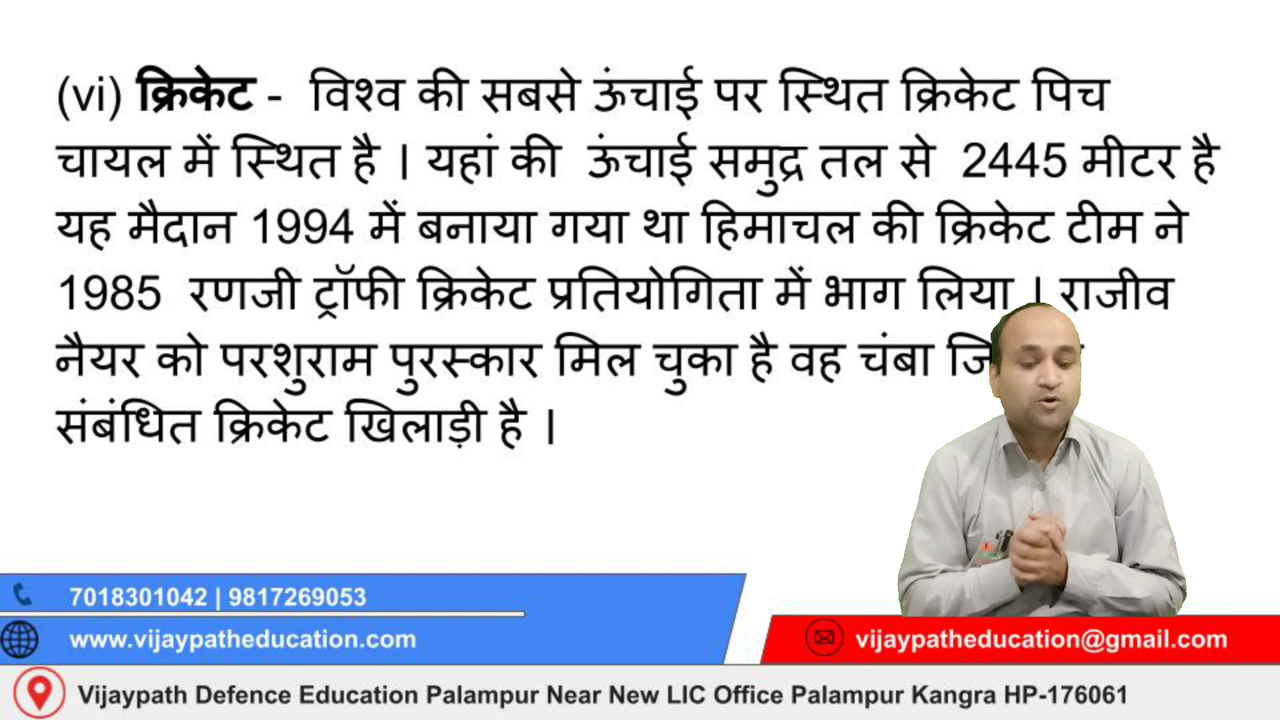 (vi) क्रिकेट - विश्व की सबसे ऊंचाई पर स्थित क्रिकेट पिच
चायल में स्थित है । यहां की ऊंचाई समुद्र तल से 2445 मीटर है
यह मैदान 1994 में बनाया गया था हिमाचल की क्रिकेट टीम ने
1985 रणजी ट्रॉफी क्रिकेट प्रतियोगिता में भाग लिया । राजीव
नैयर को परशुराम पुरस्कार मिल चुका है वह चंबा
संबंधित क्रिकेट खिलाड़ी है ।
7018301042 | 9817269053
www.vijaypatheducation.com
vijaypatheducation@gmail.com
Vijaypath Defence Education Palampur Near New LIC Office Palampur Kangra HP-176061